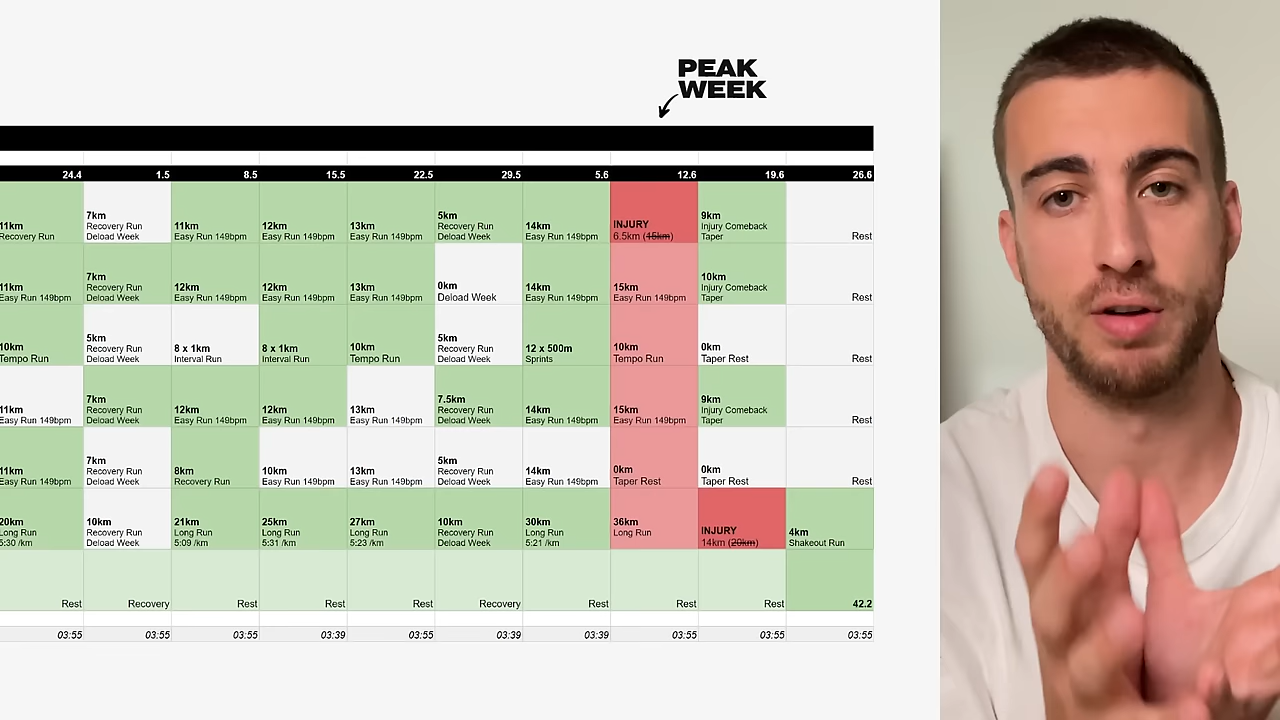 PEAK
WEEK
24.4 1.5 8.5 15.5 22.5 29.5 5.6 12.6 19.6 26.6
11km
Recovery Run
7km
Recovery Run
Deload Week
11km
Easy Run 149bpm
12km
Easy Run 149bpm
13km
Easy Run 149bpm
5km
Recovery Run
Deload Week
14km
Easy Run 149bpm
INJURY
6.5km (15km)
9km
Injury Comeback
Taper
Rest
11km
Easy Run 149bpm
7km
Recovery Run
Deload Week
12km
Easy Run 149bpm
12km
Easy Run 149bpm
13km
Easy Run 149bpm
0km
Deload Week
14km
Easy Run 149bpm
15km
Easy Run 149bpm
10km
Injury Comeback
Taper
Rest
10km
Tempo Run
5km
Recovery Run
Deload Week
8 x 1km
Interval Run
8 x 1km
Interval Run
10km
Tempo Run
5km
Recovery Run
Deload Week
12 x 500m
Sprints
10km
Tempo Run
0km
Taper Rest
Rest
11km
Easy Run 149bpm
7km
Recovery Run
Deload Week
12km
Easy Run 149bpm
12km
Easy Run 149bpm
13km
Easy Run 149bpm
7.5km
Recovery Run
Deload Week
14km
Easy Run 149bpm
15km
Easy Run 149bpm
9km
Injury Comeback
Taper
Rest
11km
Easy Run 149bpm
7km
Recovery Run
Deload Week
8km
Recovery Run
10km
Easy Run 149bpm
13km
Easy Run 149bpm
5km
Recovery Run
Deload Week
14km
Easy Run 149bpm
0km
Taper Rest
0km
Taper Rest
Rest
20km
Long Run
5:30 /km
10km
Recovery Run
Deload Week
21km
Long Run
5:09 /km
25km
Long Run
5:31 /km
27km
Long Run
5:23 /km
10km
Recovery Run
Deload Week
30km
Long Run
5:21 /km
36km
Long Run
INJURY
14km (20km)
4km
Shakeout Run
Rest Recovery Rest Rest Rest Recovery Rest Rest Rest 42.2
03:55 03:55 03:55 03:39 03:55 03:39 03:39 03:55 03:55 03:55